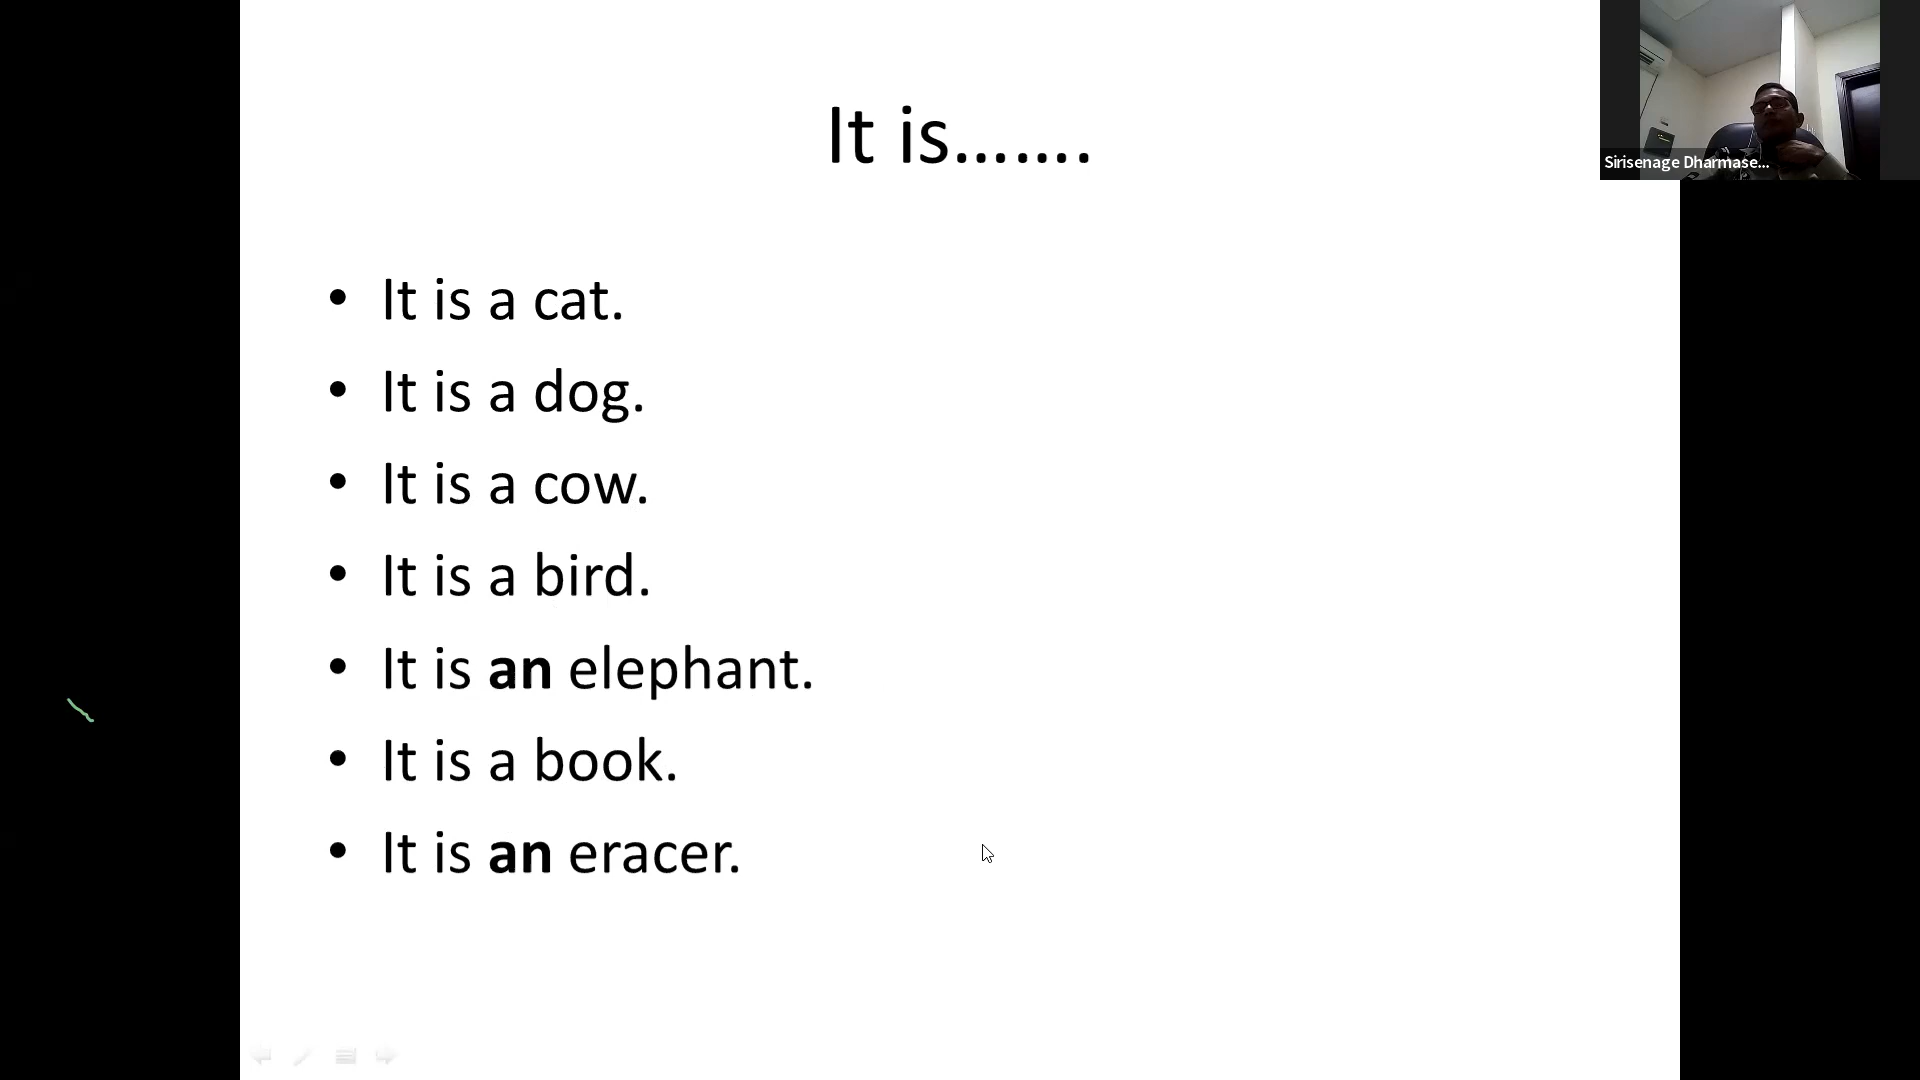 It is.......
Sirisenage Dharmase...
• It is a cat.
• It is a dog.
• It is a cow.
• It is a bird.
• It is an elephant.
• It is a book.
• It is an eracer.